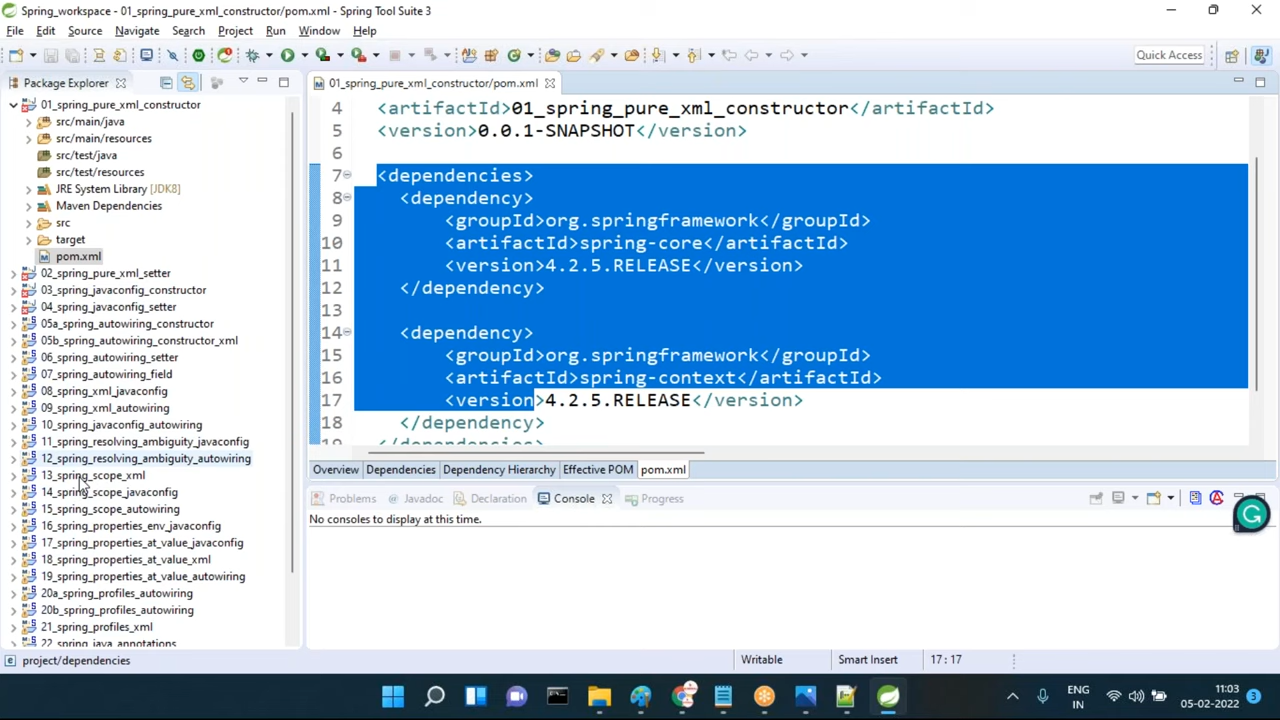 Spring_workspace - 01_spring_pure_xml_constructor/pom.xml - Spring Tool Suite 3
File Edit Source Navigate Search Project Run Window Help
Quick Access
Package Explorer
01_spring_pure_xml_constructor
src/main/java
src/main/resources
src/test/java
src/test/resources
JRE System Library [JDK8]
Maven Dependencies
src
target
pom.xml
02_spring_pure_xml_setter
03_spring_javaconfig_constructor
04_spring_javaconfig_setter
05a_spring_autowiring_constructor
05b_spring_autowiring_constructor_xml
06_spring_autowiring_setter
07_spring_autowiring_field
08_spring_xml_javaconfig
09_spring_xml_autowiring
10_spring_javaconfig_autowiring
11_spring_resolving_ambiguity_javaconfig
12_spring_resolving_ambiguity_autowiring
13_spring_scope_xml
14_spring_scope_javaconfig
15_spring_scope_autowiring
16_spring_properties_env_javaconfig
17_spring_properties_at_value_javaconfig
18_spring_properties_at_value_xml
19_spring_properties_at_value_autowiring
20a_spring_profiles_autowiring
20b_spring_profiles_autowiring
21_spring_profiles_xml
22_spring_java_annotations
01_spring_pure_xml_constructor/pom.xml
4 <artifactId>01_spring_pure_xml_constructor</artifactId>
5 <version>0.0.1-SNAPSHOT</version>
6
7 <dependencies>
8 <dependency>
9 <groupId>org.springframework</groupId>
10 <artifactId>spring-core</artifactId>
11 <version>4.2.5.RELEASE</version>
12 </dependency>
13
14 <dependency>
15 <groupId>org.springframework</groupId>
16 <artifactId>spring-context</artifactId>
17 <version>4.2.5.RELEASE</version>
18 </dependency>
19 </dependencies>
Overview Dependencies Dependency Hierarchy Effective POM pom.xml
Problems Javadoc Declaration Console Progress
No consoles to display at this time.
project/dependencies Writable Smart Insert 17 : 17
ENG 11:03
IN 05-02-2022 3